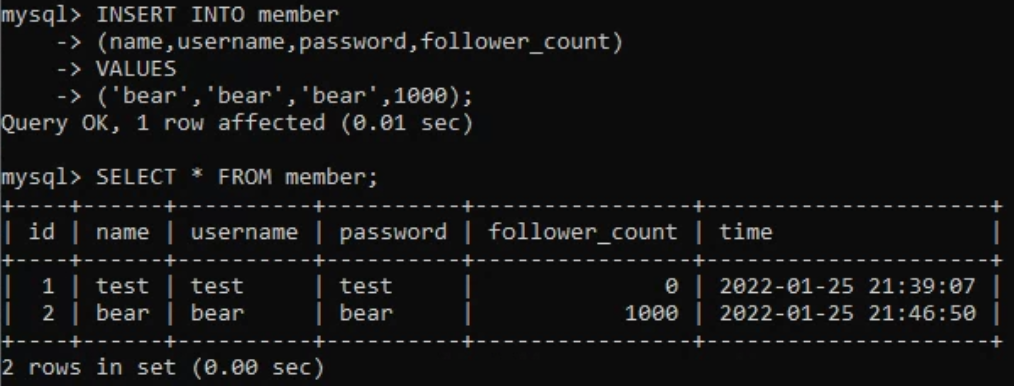 mysql> INSERT INTO member
    -> (name,username,password,follower_count)
    -> VALUES
    -> ('bear','bear','bear',1000);
Query OK, 1 row affected (0.01 sec)

mysql> SELECT * FROM member;
+----+------+----------+----------+----------------+---------------------+
| id | name | username | password | follower_count | time                |
+----+------+----------+----------+----------------+---------------------+
|  1 | test | test     | test     |              0 | 2022-01-25 21:39:07 |
|  2 | bear | bear     | bear     |           1000 | 2022-01-25 21:46:50 |
+----+------+----------+----------+----------------+---------------------+
2 rows in set (0.00 sec)